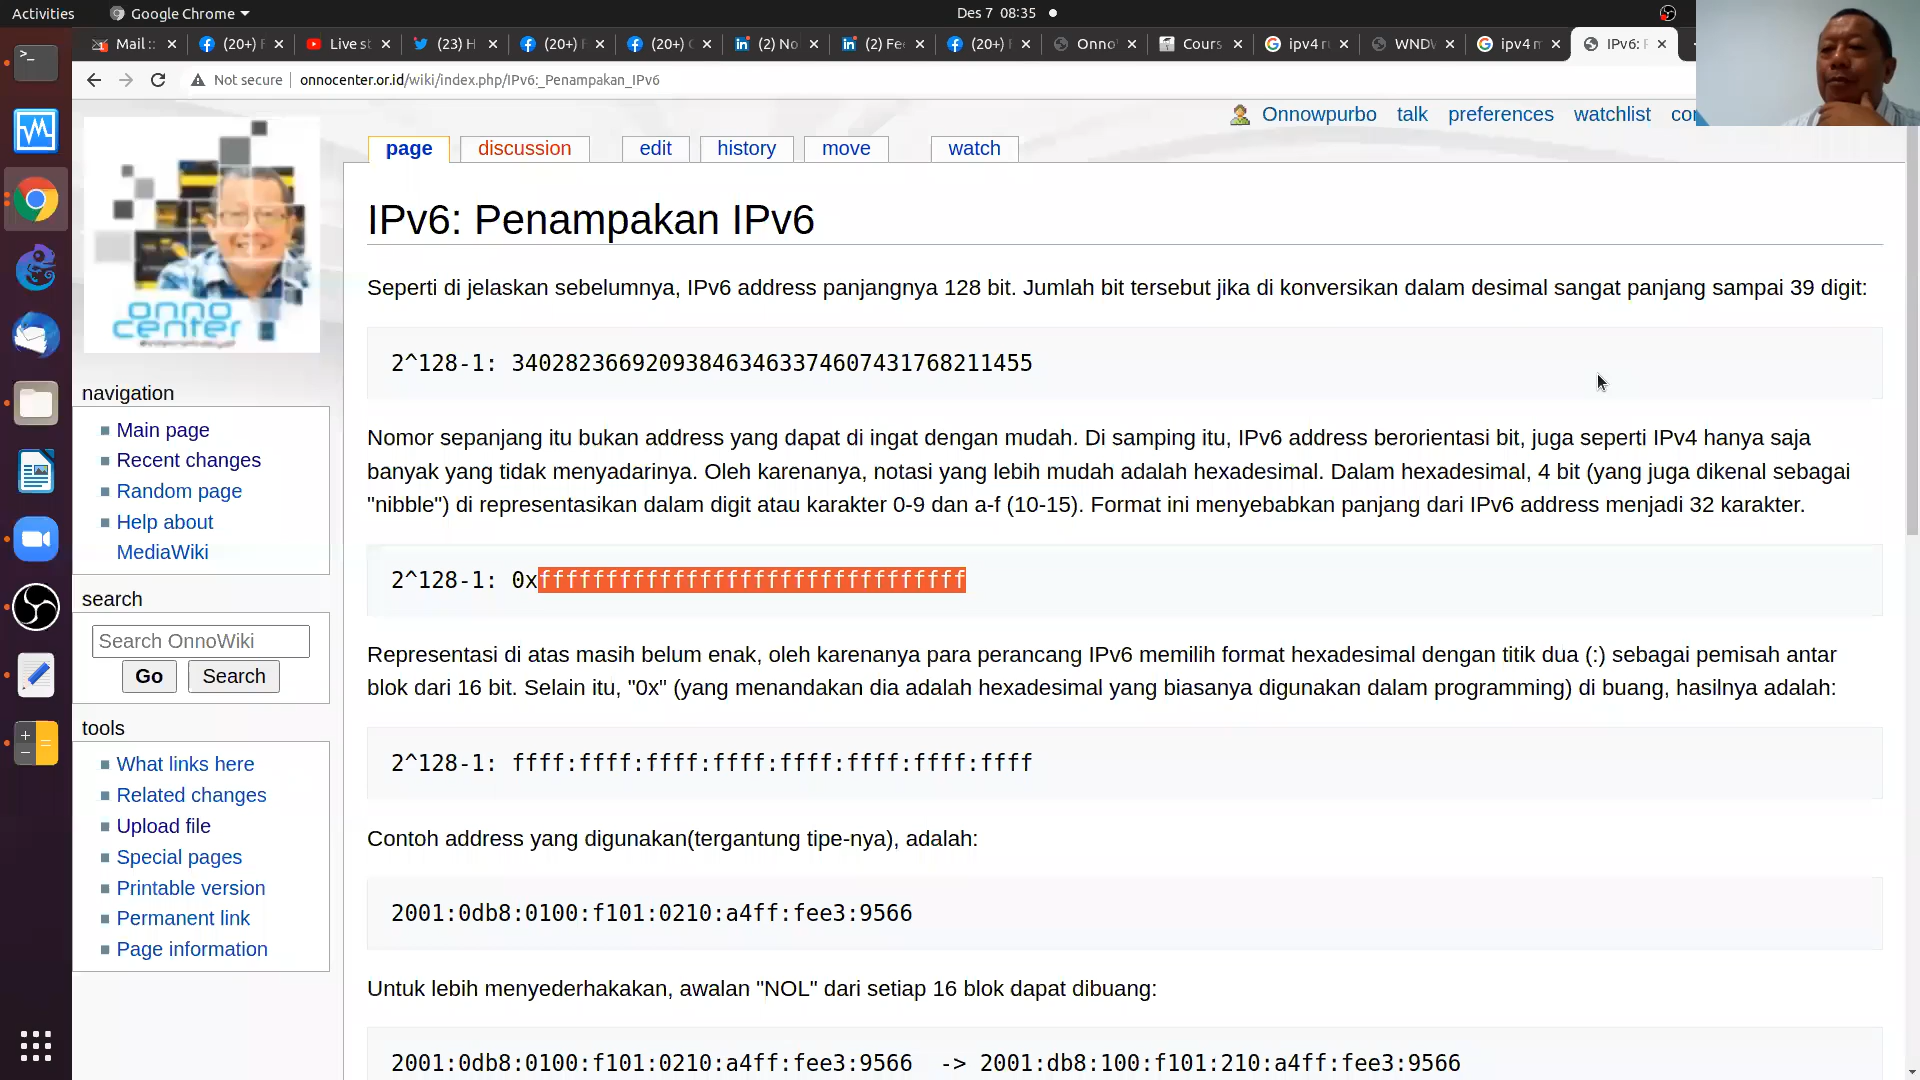 Activities
Google Chrome
Des 7 08:35
Mail ::
(20+) F
Live st
(23) H
(20+) F
(20+) C
(2) No
(2) Fee
(20+) F
Onno
Cours
ipv4 ru
WNDW
ipv4 m
IPv6: P
Not secure
onnocenter.or.id/wiki/index.php/IPv6:_Penampakan_IPv6
Onnowpurbo talk preferences watchlist
page discussion edit history move watch
onno
center
navigation
Main page
Recent changes
Random page
Help about
MediaWiki
search
Search OnnoWiki
Go Search
tools
What links here
Related changes
Upload file
Special pages
Printable version
Permanent link
Page information
IPv6: Penampakan IPv6
Seperti di jelaskan sebelumnya, IPv6 address panjangnya 128 bit. Jumlah bit tersebut jika di konversikan dalam desimal sangat panjang sampai 39 digit:
2^128-1: 340282366920938463463374607431768211455
Nomor sepanjang itu bukan address yang dapat di ingat dengan mudah. Di samping itu, IPv6 address berorientasi bit, juga seperti IPv4 hanya saja
banyak yang tidak menyadarinya. Oleh karenanya, notasi yang lebih mudah adalah hexadesimal. Dalam hexadesimal, 4 bit (yang juga dikenal sebagai
"nibble") di representasikan dalam digit atau karakter 0-9 dan a-f (10-15). Format ini menyebabkan panjang dari IPv6 address menjadi 32 karakter.
2^128-1: 0xffffffffffffffffffffffffffffffff
Representasi di atas masih belum enak, oleh karenanya para perancang IPv6 memilih format hexadesimal dengan titik dua (:) sebagai pemisah antar
blok dari 16 bit. Selain itu, "0x" (yang menandakan dia adalah hexadesimal yang biasanya digunakan dalam programming) di buang, hasilnya adalah:
2^128-1: ffff:ffff:ffff:ffff:ffff:ffff:ffff:ffff
Contoh address yang digunakan(tergantung tipe-nya), adalah:
2001:0db8:0100:f101:0210:a4ff:fee3:9566
Untuk lebih menyederhakakan, awalan "NOL" dari setiap 16 blok dapat dibuang:
2001:0db8:0100:f101:0210:a4ff:fee3:9566 -> 2001:db8:100:f101:210:a4ff:fee3:9566